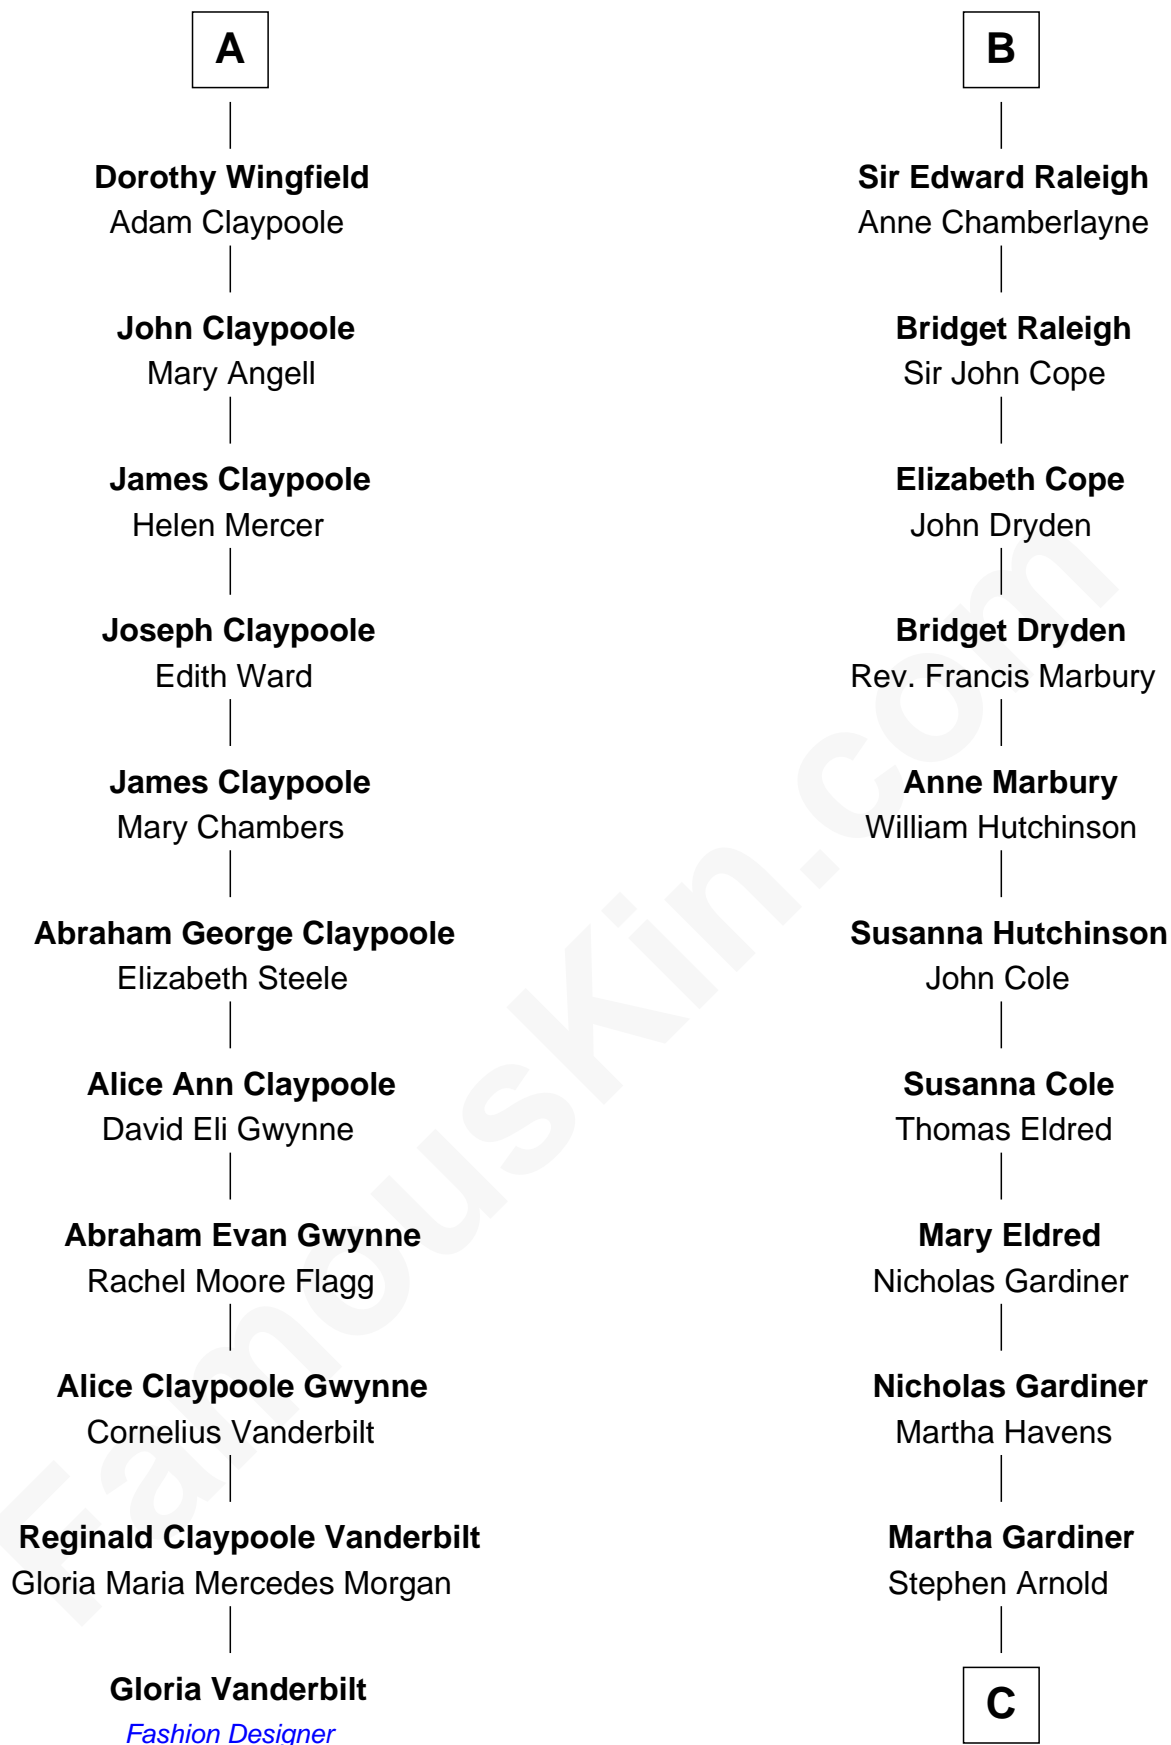 A
Dorothy Wingfield
Adam Claypoole
John Claypoole
Mary Angell
James Claypoole
Helen Mercer
Joseph Claypoole
Edith Ward
James Claypoole
Mary Chambers
Abraham George Claypoole
Elizabeth Steele
Alice Ann Claypoole
David Eli Gwynne
Abraham Evan Gwynne
Rachel Moore Flagg
Alice Claypoole Gwynne
Cornelius Vanderbilt
Reginald Claypoole Vanderbilt
Gloria Maria Mercedes Morgan
Gloria Vanderbilt
Fashion Designer
B
Sir Edward Raleigh
Anne Chamberlayne
Bridget Raleigh
Sir John Cope
Elizabeth Cope
John Dryden
Bridget Dryden
Rev. Francis Marbury
Anne Marbury
William Hutchinson
Susanna Hutchinson
John Cole
Susanna Cole
Thomas Eldred
Mary Eldred
Nicholas Gardiner
Nicholas Gardiner
Martha Havens
Martha Gardiner
Stephen Arnold
C
FamousKin.com